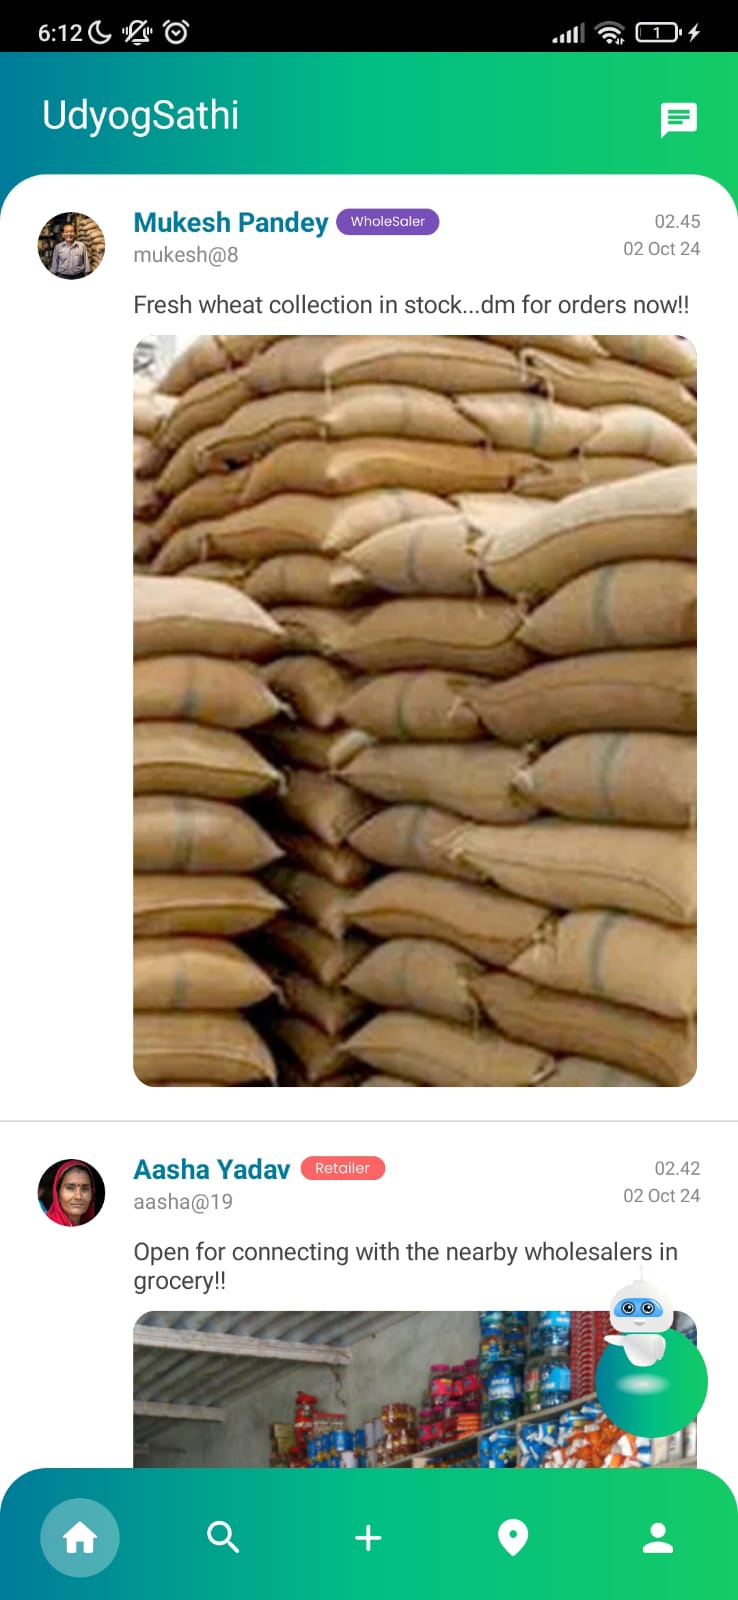 6:12
1
UdyogSathi
Mukesh Pandey WholeSaler 02.45
mukesh@8 02 Oct 24
Fresh wheat collection in stock...dm for orders now!!
Aasha Yadav Retailer 02.42
aasha@19 02 Oct 24
Open for connecting with the nearby wholesalers in
grocery!!